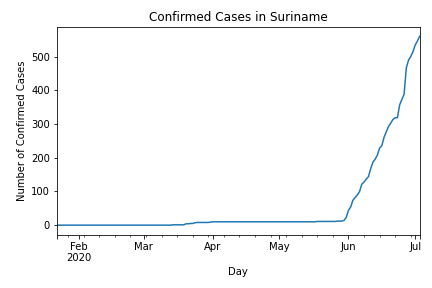 Confirmed Cases in Suriname
Number of Confirmed Cases
500
400
300
200
100
0
Feb
2020
Mar
Apr
May
Jun
Jul
Day